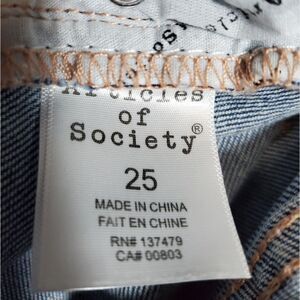 Articles
of
Society®
25
MADE IN CHINA
FAIT EN CHINE
RN# 137479
CA# 00803